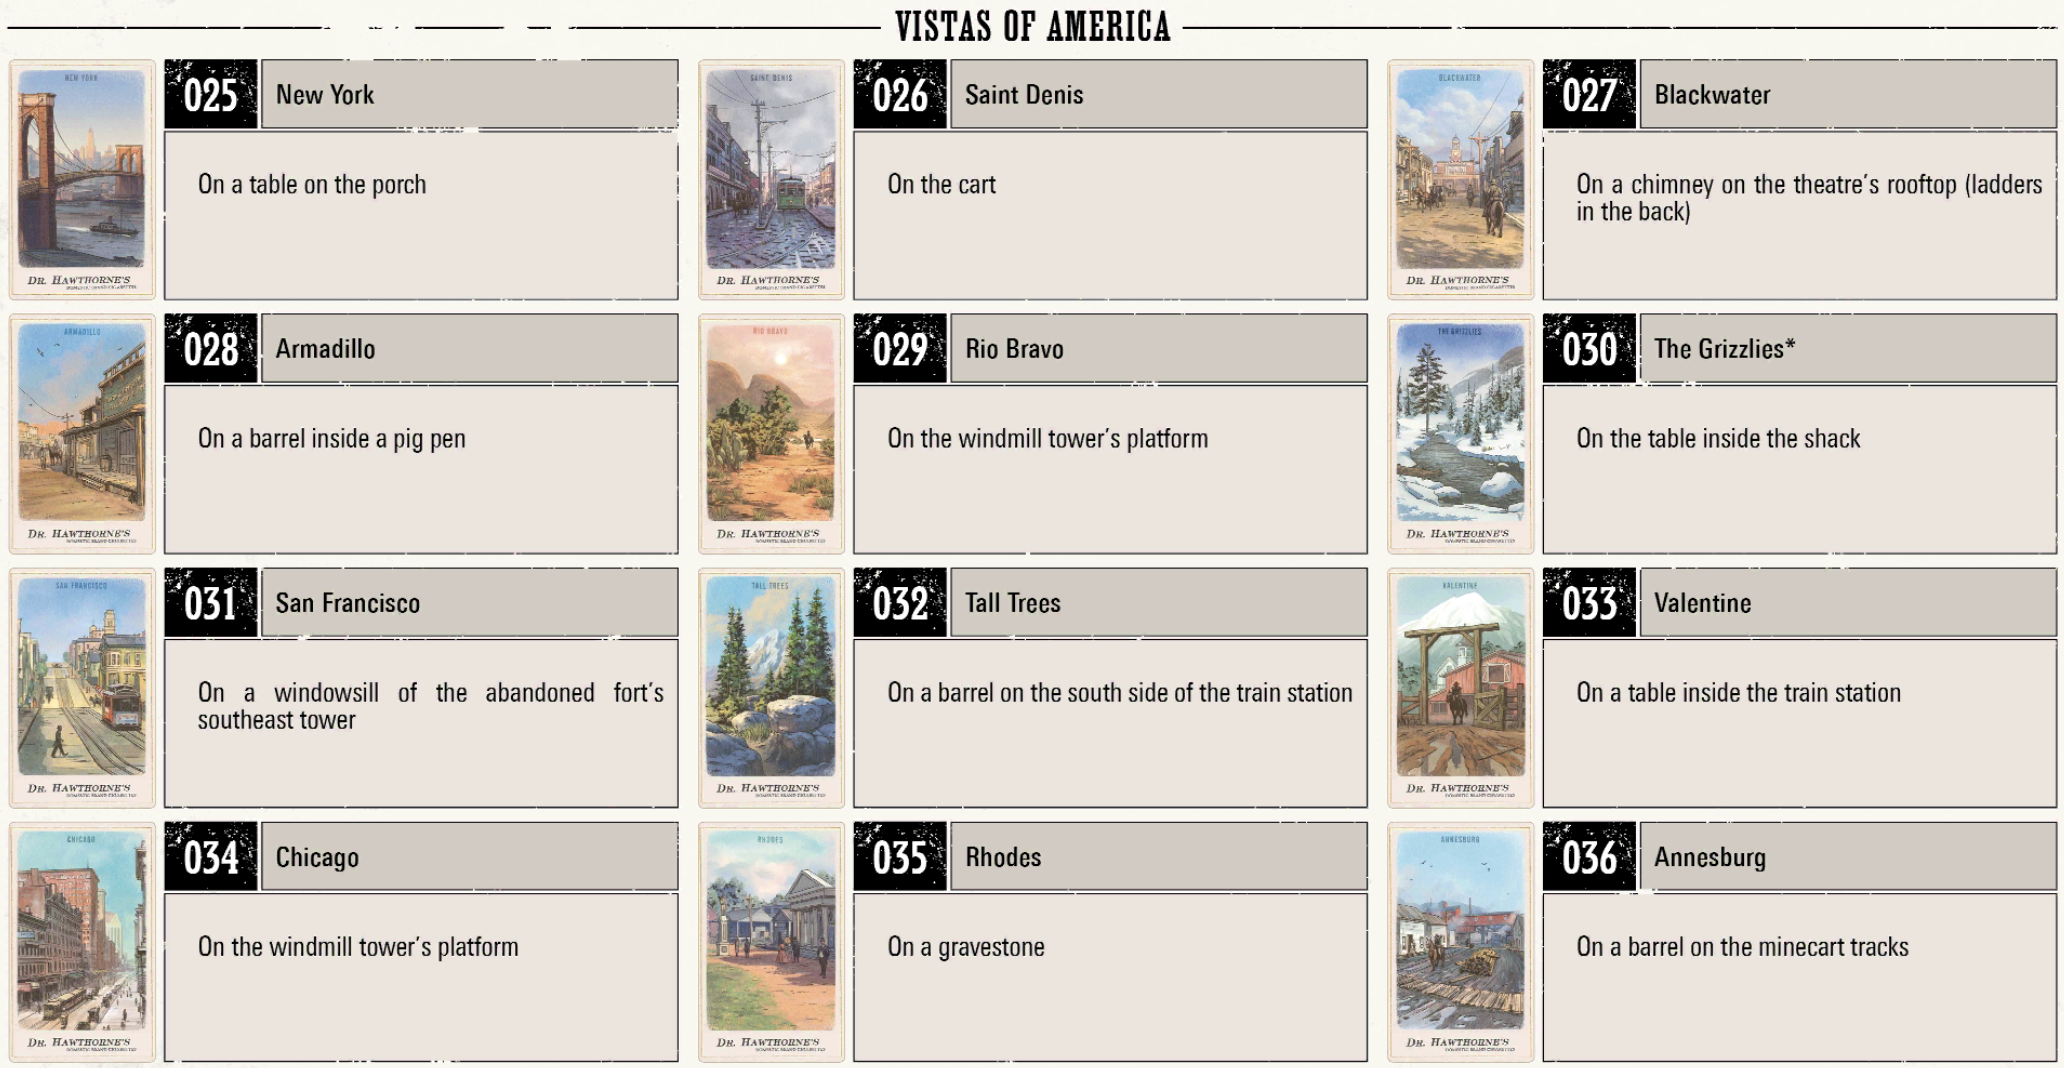 VISTAS OF AMERICA
NEW YORK
DR. HAWTHORNE'S
025
New York
On a table on the porch
SAINT DENIS
DR. HAWTHORNE'S
026
Saint Denis
On the cart
BLACKWATER
DR. HAWTHORNE'S
027
Blackwater
On a chimney on the theatre's rooftop (ladders
in the back)
ARMADILLO
DR. HAWTHORNE'S
028
Armadillo
On a barrel inside a pig pen
RIO BRAVO
DR. HAWTHORNE'S
029
Rio Bravo
On the windmill tower's platform
THE GRIZZLIES
DR. HAWTHORNE'S
030
The Grizzlies*
On the table inside the shack
SAN FRANCISCO
DR. HAWTHORNE'S
031
San Francisco
On a windowsill of the abandoned fort's
southeast tower
TALL TREES
DR. HAWTHORNE'S
032
Tall Trees
On a barrel on the south side of the train station
VALENTINE
DR. HAWTHORNE'S
033
Valentine
On a table inside the train station
CHICAGO
DR. HAWTHORNE'S
034
Chicago
On the windmill tower's platform
RHODES
DR. HAWTHORNE'S
035
Rhodes
On a gravestone
ANNESBURG
DR. HAWTHORNE'S
036
Annesburg
On a barrel on the minecart tracks